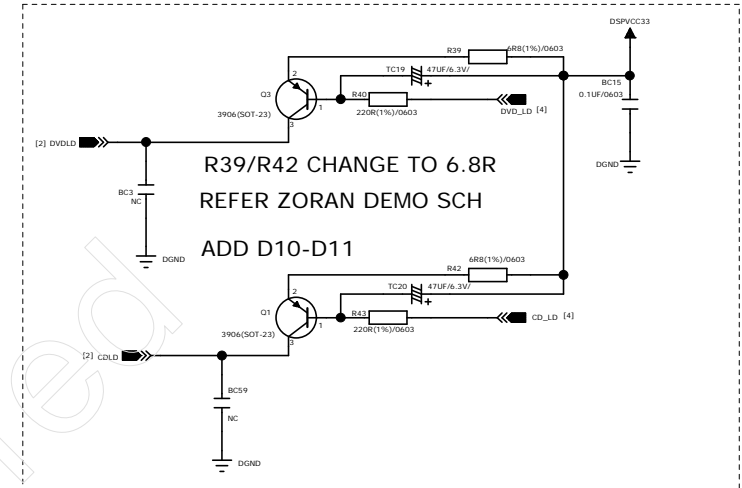 DSPVCC33
R39
6R8(1%)/0603
TC19
47UF/6.3V/
+
2
Q3
1
3
3906(SOT-23)
R40
220R(1%)/0603
DVD_LD
[4]
BC15
0.1UF/0603
DGND
[2] DVDLD
BC3
NC
DGND
R39/R42 CHANGE TO 6.8R
REFER ZORAN DEMO SCH
ADD D10-D11
R42
6R8(1%)/0603
TC20
47UF/6.3V/
+
2
Q1
1
3
3906(SOT-23)
R43
220R(1%)/0603
CD_LD
[4]
[2] CDLD
BC59
NC
DGND
ed